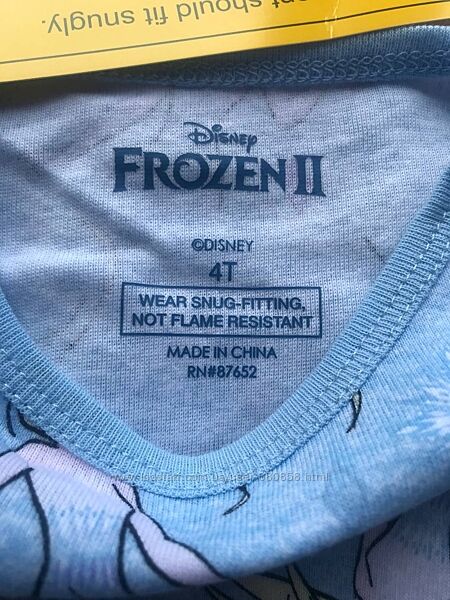 ent should fit snugly.
Disney
FROZEN II
©DISNEY
4T
WEAR SNUG-FITTING,
NOT FLAME RESISTANT
MADE IN CHINA
RN#87652